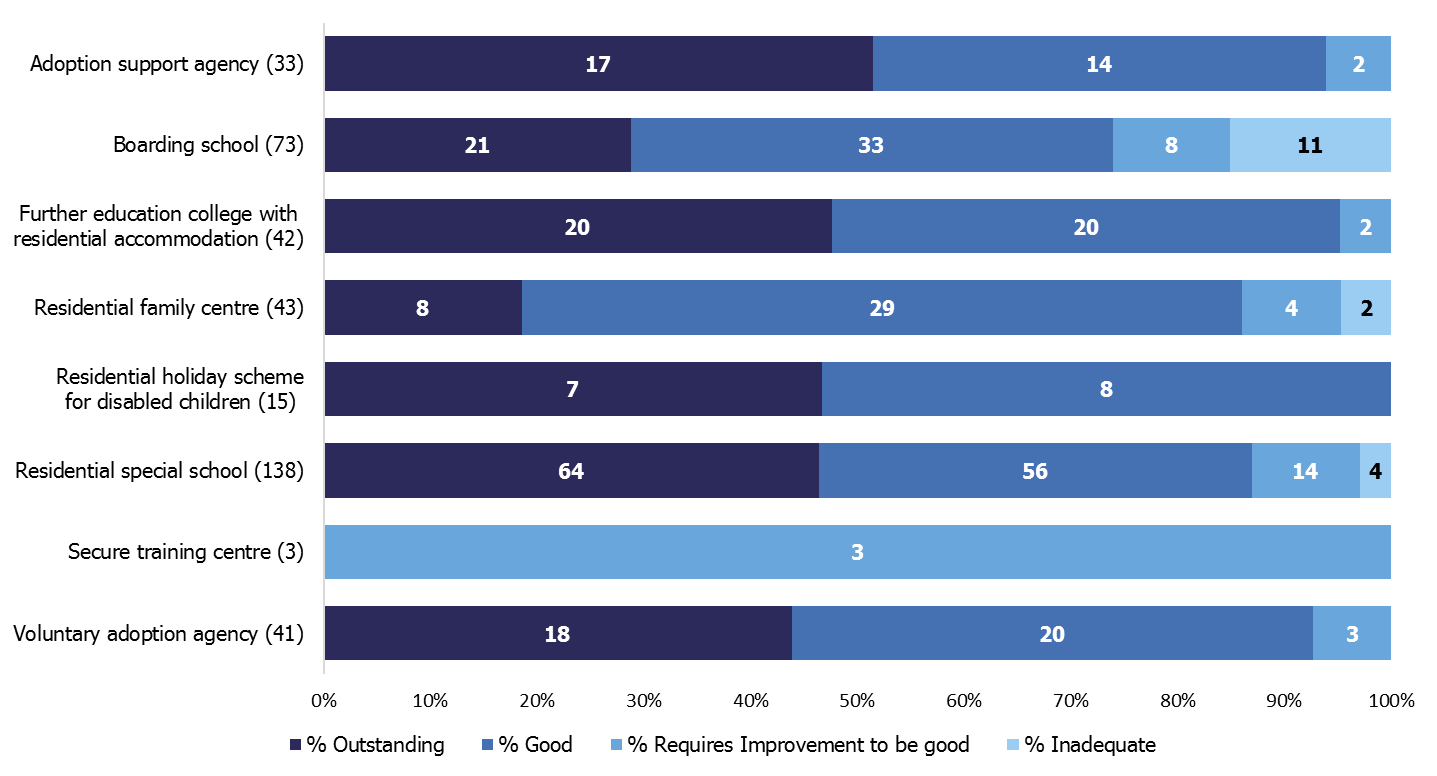 Adoption support agency (33)
17 14 2
Boarding school (73)
21 33 8 11
Further education college with
residential accommodation (42)
20 20 2
Residential family centre (43)
8 29 4 2
Residential holiday scheme
for disabled children (15)
7 8
Residential special school (138)
64 56 14 4
Secure training centre (3)
3
Voluntary adoption agency (41)
18 20 3
0% 10% 20% 30% 40% 50% 60% 70% 80% 90% 100%
% Outstanding % Good % Requires Improvement to be good % Inadequate